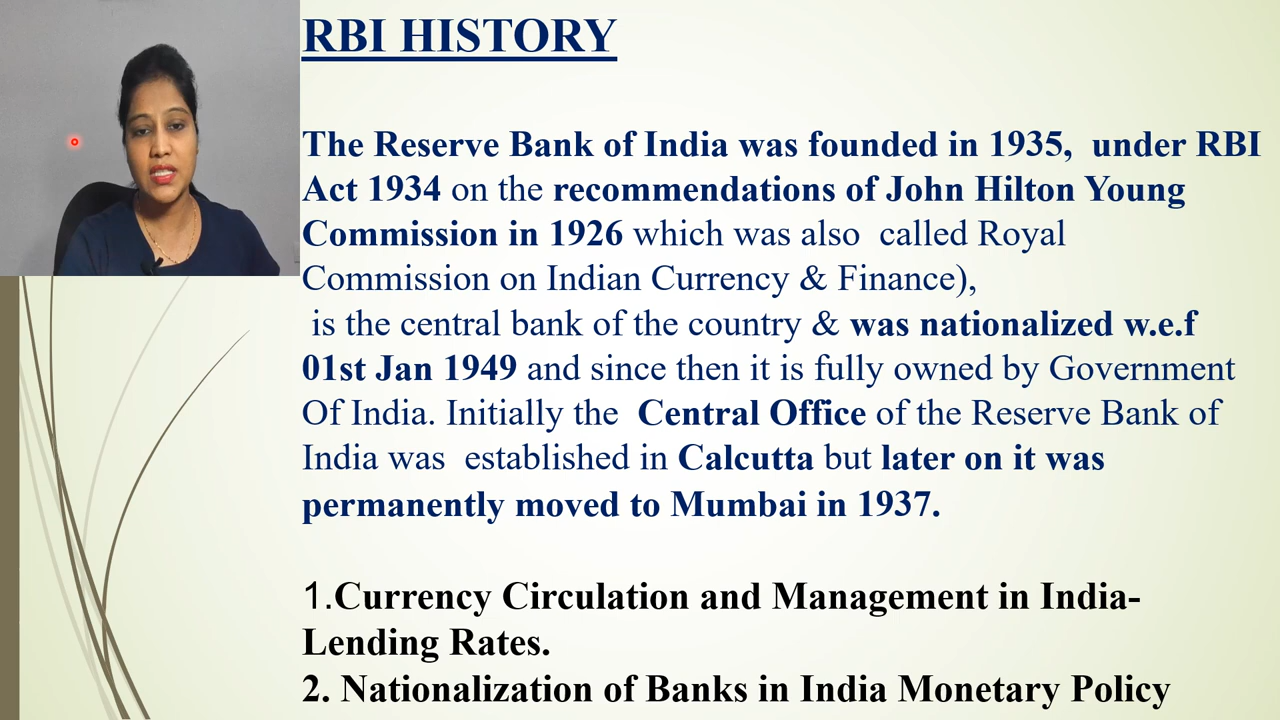 RBI HISTORY
The Reserve Bank of India was founded in 1935, under RBI
Act 1934 on the recommendations of John Hilton Young
Commission in 1926 which was also called Royal
Commission on Indian Currency & Finance),
is the central bank of the country & was nationalized w.e.f
01st Jan 1949 and since then it is fully owned by Government
Of India. Initially the Central Office of the Reserve Bank of
India was established in Calcutta but later on it was
permanently moved to Mumbai in 1937.
1.Currency Circulation and Management in India-
Lending Rates.
2. Nationalization of Banks in India Monetary Policy